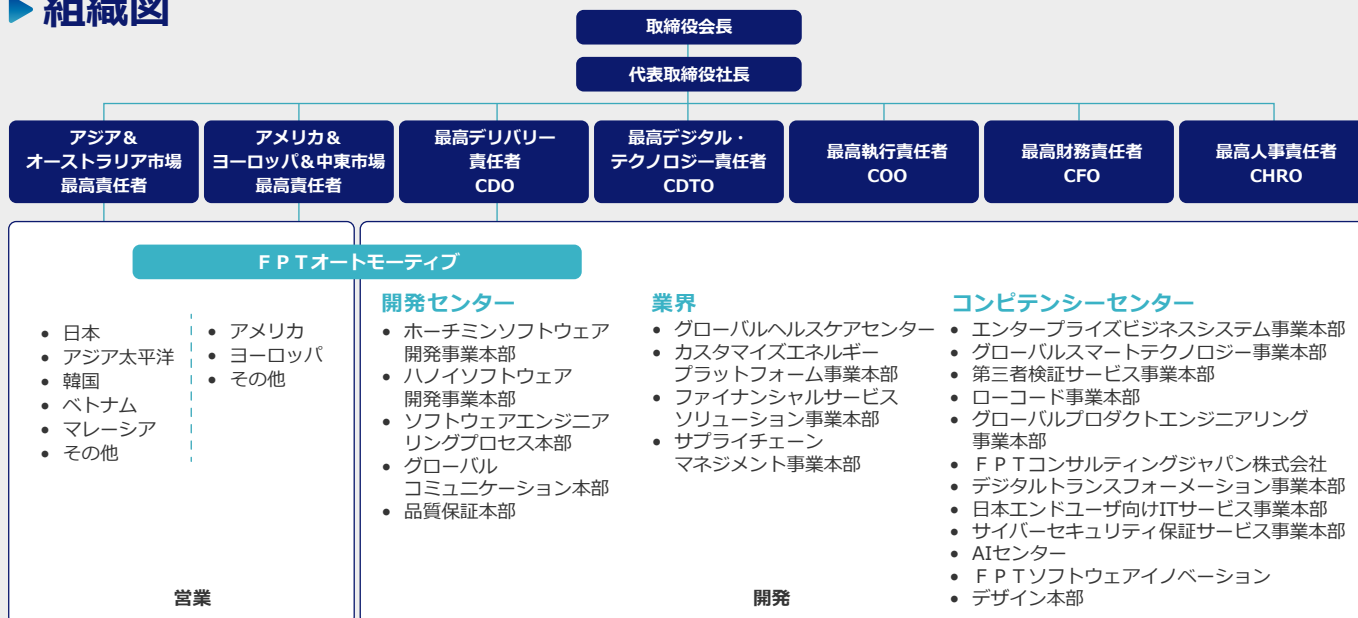 組織図
取締役会長
代表取締役社長
アジア&
オーストラリア市場
最高責任者
アメリカ&
ヨーロッパ&中東市場
最高責任者
最高デリバリー
責任者
CDO
最高デジタル・
テクノロジー責任者
CDTO
最高執行責任者
COO
最高財務責任者
CFO
最高人事責任者
CHRO
FPTオートモーティブ
• 日本
• アジア太平洋
• 韓国
• ベトナム
• マレーシア
• その他
• アメリカ
• ヨーロッパ
• その他
営業
開発センター
• ホーチミンソフトウェア
開発事業本部
• ハノイソフトウェア
開発事業本部
• ソフトウェアエンジニア
リングプロセス本部
• グローバル
コミュニケーション本部
• 品質保証本部
業界
• グローバルヘルスケアセンター
• カスタマイズエネルギー
プラットフォーム事業本部
• ファイナンシャルサービス
ソリューション事業本部
• サプライチェーン
マネジメント事業本部
コンピテンシーセンター
• エンタープライズビジネスシステム事業本部
• グローバルスマートテクノロジー事業本部
• 第三者検証サービス事業本部
• ローコード事業本部
• グローバルプロダクトエンジニアリング
事業本部
• FPTコンサルティングジャパン株式会社
• デジタルトランスフォーメーション事業本部
• 日本エンドユーザ向けITサービス事業本部
• サイバーセキュリティ保証サービス事業本部
• AIセンター
• FPTソフトウェアイノベーション
• デザイン本部
開発